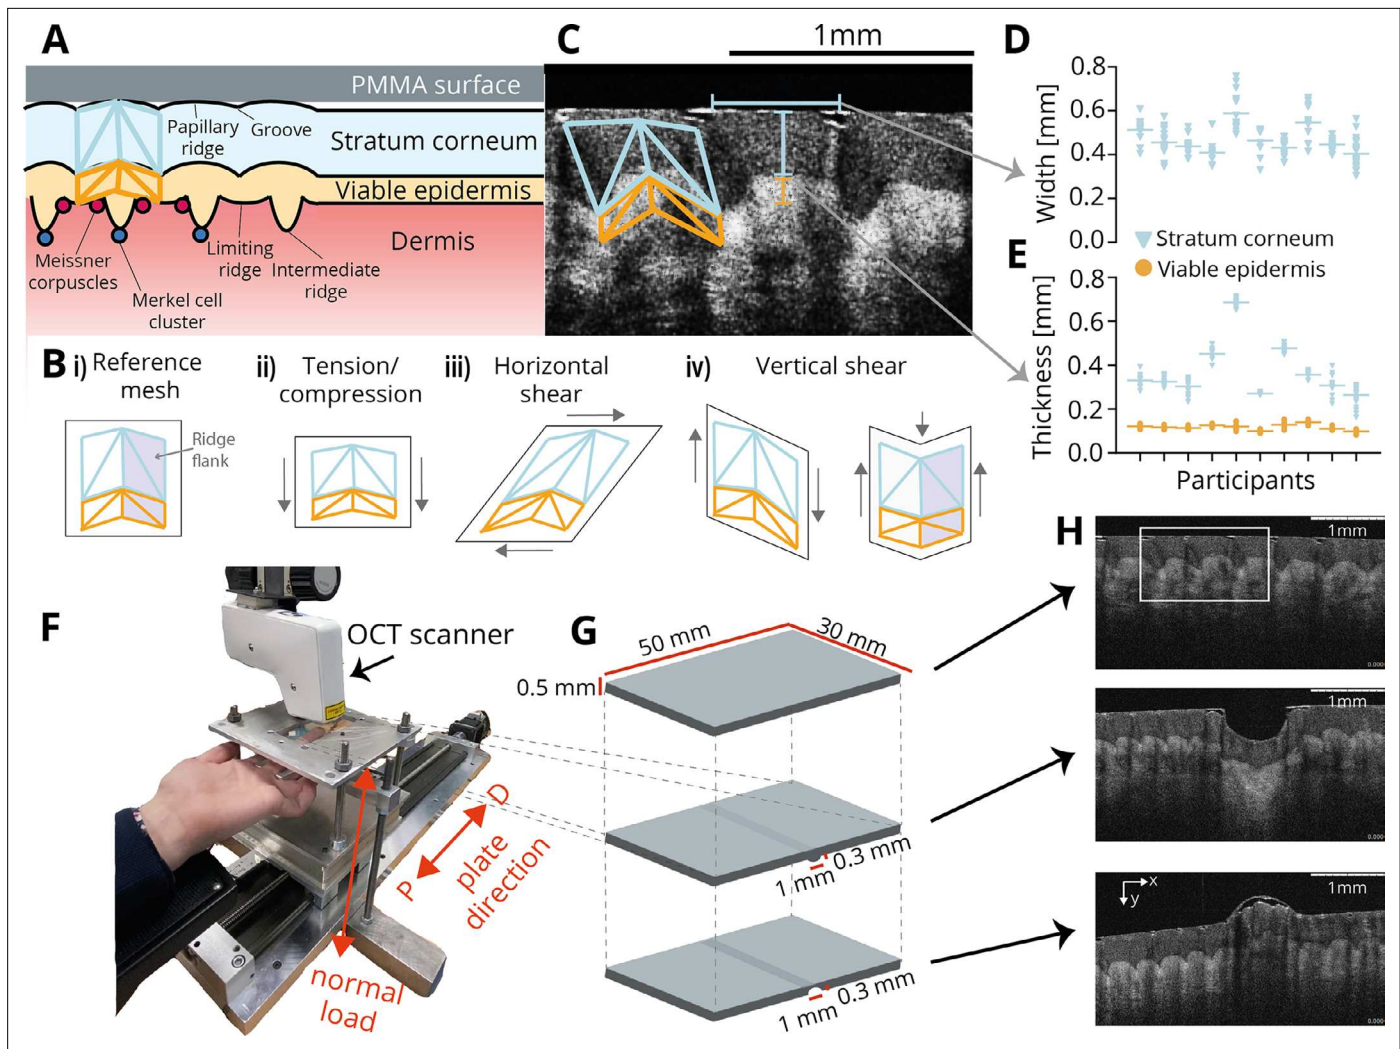 A
PMMA surface
Papillary
ridge
Groove
Stratum corneum
Viable epidermis
Dermis
Meissner
corpuscles
Merkel cell
cluster
Limiting
ridge
Intermediate
ridge
B
i) Reference
mesh
Ridge
flank
ii) Tension/
compression
iii) Horizontal
shear
iv) Vertical shear
C
1mm
D
Width [mm]
0.8
0.6
0.4
0.2
0.0
Stratum corneum
Viable epidermis
E
Thickness [mm]
0.8
0.6
0.4
0.2
0.0
Participants
F
OCT scanner
D
P
plate
direction
normal
load
G
50 mm
30 mm
0.5 mm
0.3 mm
1 mm
0.3 mm
1 mm
H
1mm
1mm
1mm
x
y